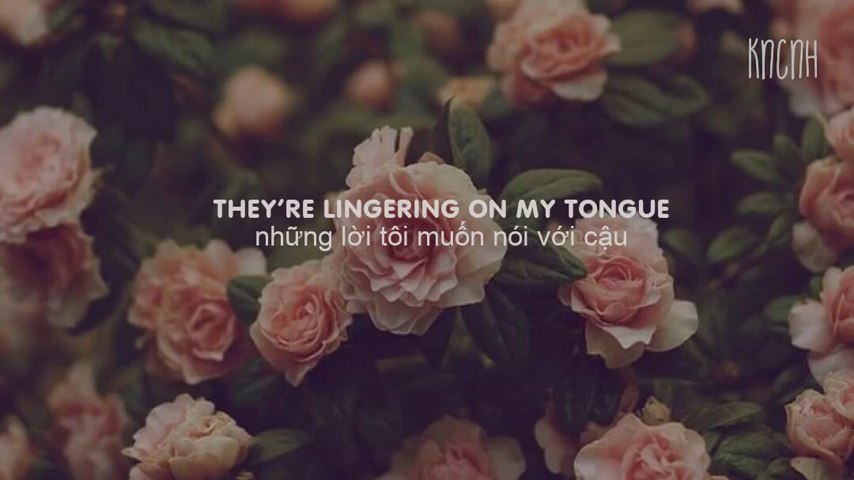 KNCNH
THEY'RE LINGERING ON MY TONGUE
những lời tôi muốn nói với cậu